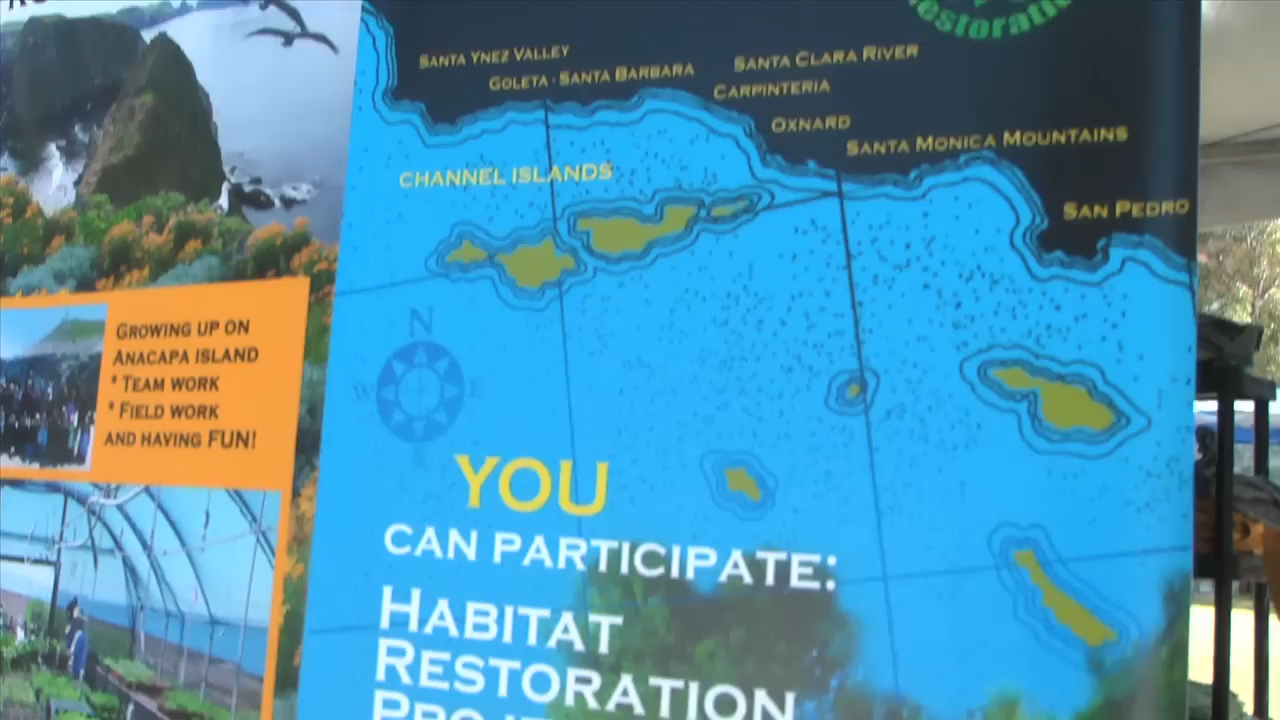 Restoration
SANTA YNEZ VALLEY
GOLETA · SANTA BARBARA
SANTA CLARA RIVER
CARPINTERIA
OXNARD
SANTA MONICA MOUNTAINS
SAN PEDRO
CHANNEL ISLANDS
N
W E
GROWING UP ON
ANACAPA ISLAND
* TEAM WORK
* FIELD WORK
AND HAVING FUN!
YOU
CAN PARTICIPATE:
HABITAT
RESTORATION